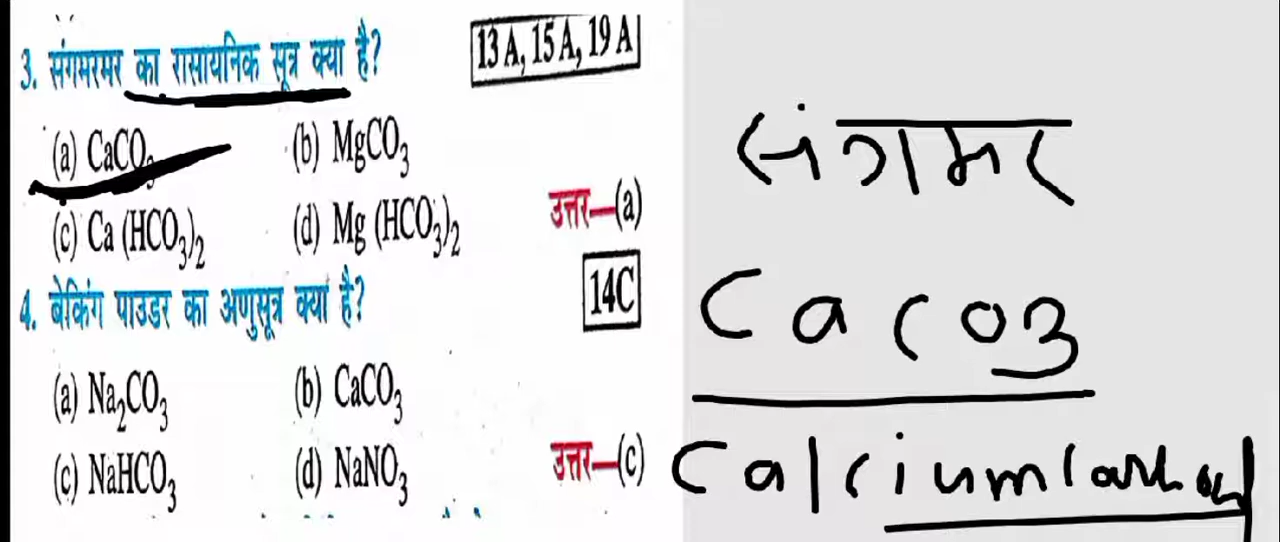 3. संगमरमर का रासायनिक सूत्र क्या है? 13 A, 15 A, 19 A
(a) CaCO₃ (b) MgCO₃
(c) Ca (HCO₃)₂ (d) Mg (HCO₃)₂ उत्तर—(a)
4. बेकिंग पाउडर का अणुसूत्र क्या है? 14C
(a) Na₂CO₃ (b) CaCO₃
(c) NaHCO₃ (d) NaNO₃ उत्तर—(c)
संगमर
CaCO3
Calcium